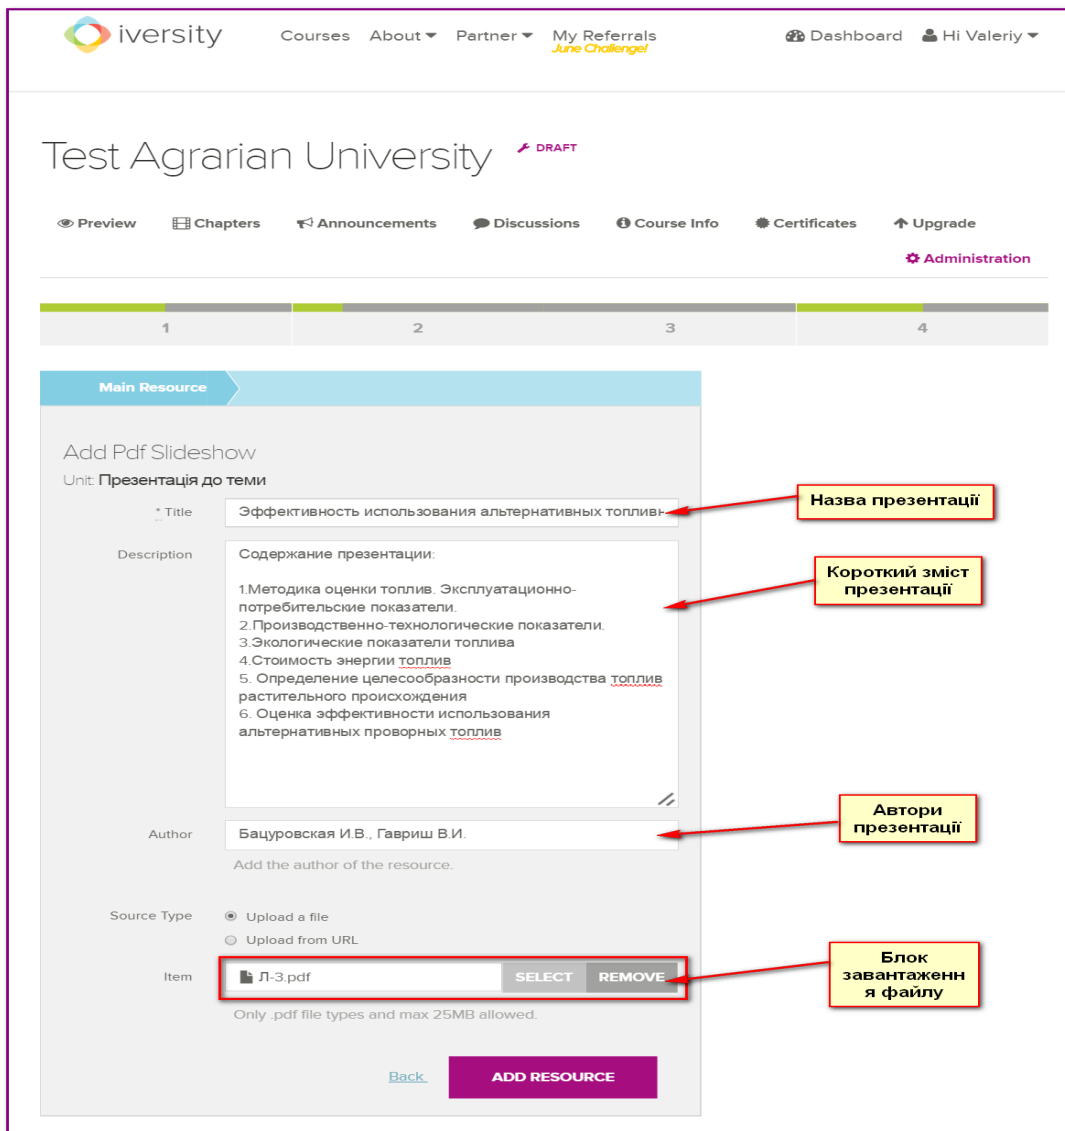 iversity
Courses About Partner My Referrals Dashboard Hi Valeriy
June Challenge!
Test Agrarian University DRAFT
Preview Chapters Announcements Discussions Course Info Certificates Upgrade
Administration
1 2 3 4
Main Resource
Add Pdf Slideshow
Unit: Презентація до теми
* Title Эффективность использования альтернативных топливн
Назва презентації
Description Содержание презентации:
1.Методика оценки топлив. Эксплуатационно-
потребительские показатели.
2.Производственно-технологические показатели.
3.Экологические показатели топлива
4.Стоимость энергии топлив
5. Определение целесообразности производства топлив
растительного происхождения
6. Оценка эффективности использования
альтернативных проворных топлив
Короткий зміст
презентації
Author Бацуровская И.В., Гавриш В.И.
Автори
презентації
Add the author of the resource.
Source Type Upload a file
Upload from URL
Item Л-3.pdf SELECT REMOVE
Блок
завантаженн
я файлу
Only .pdf file types and max 25MB allowed.
Back ADD RESOURCE